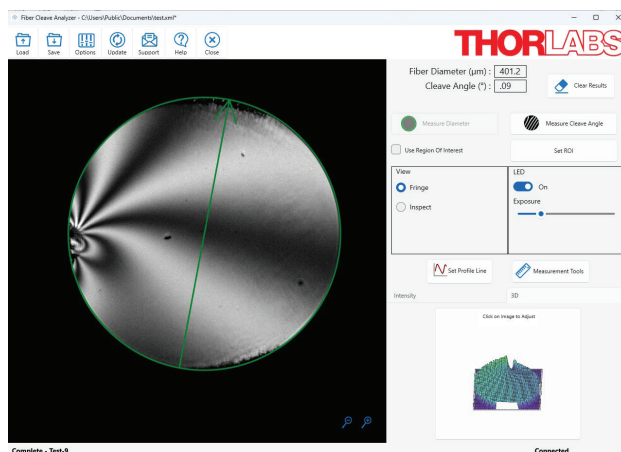 Fiber Cleave Analyzer - C:\Users\Public\Documents\test.xml*
Load Save Options Update Support Help Close
THORLABS
Fiber Diameter (µm) : 401.2
Cleave Angle (°) : .09
Clear Results
Measure Diameter
Measure Cleave Angle
Use Region Of Interest
Set ROI
View
Fringe
Inspect
LED
On
Exposure
Set Profile Line
Measurement Tools
Intensity
3D
Click on Image to Adjust
Complete - Test-9
Connected